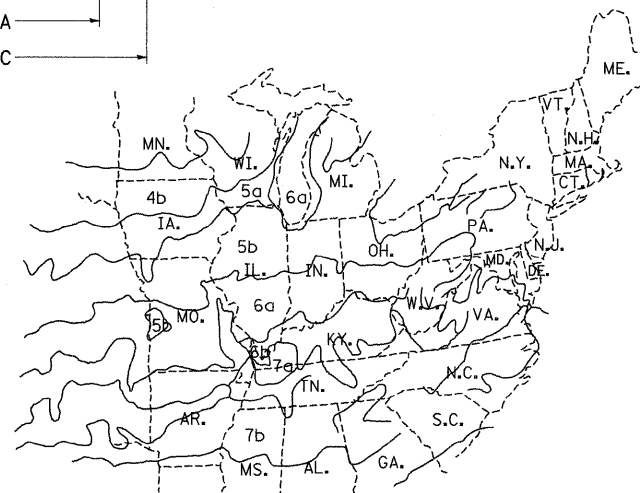 A
C
ME.
VT.
N.H.
MN.
WI.
N.Y.
MA.
MI.
CT.
4b
5a
6a
IA.
PA.
5b
OH.
N.J.
IL.
IN.
MD.
DE.
6a
W.V.
MO.
VA.
5b
KY.
6b
7a
N.C.
TN.
AR.
S.C.
7b
MS.
AL.
GA.